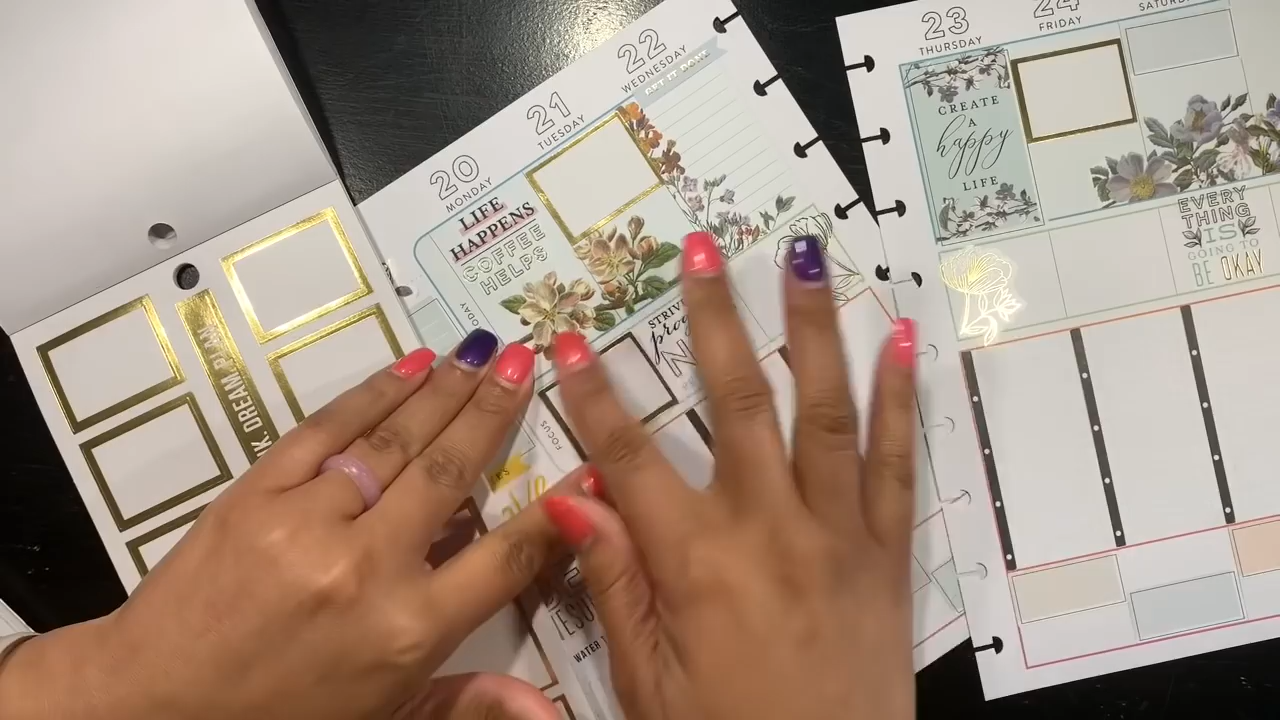 20
MONDAY
21
TUESDAY
22
WEDNESDAY
GET IT DONE
LIFE
HAPPENS
COFFEE
HELPS
TODAY
STRIVE
FOCUS
JESUS
WATER
DREAM. PLAN
23
THURSDAY
24
FRIDAY
CREATE
A
happy
LIFE
EVERY
THING
IS
GOING TO
BE OKAY